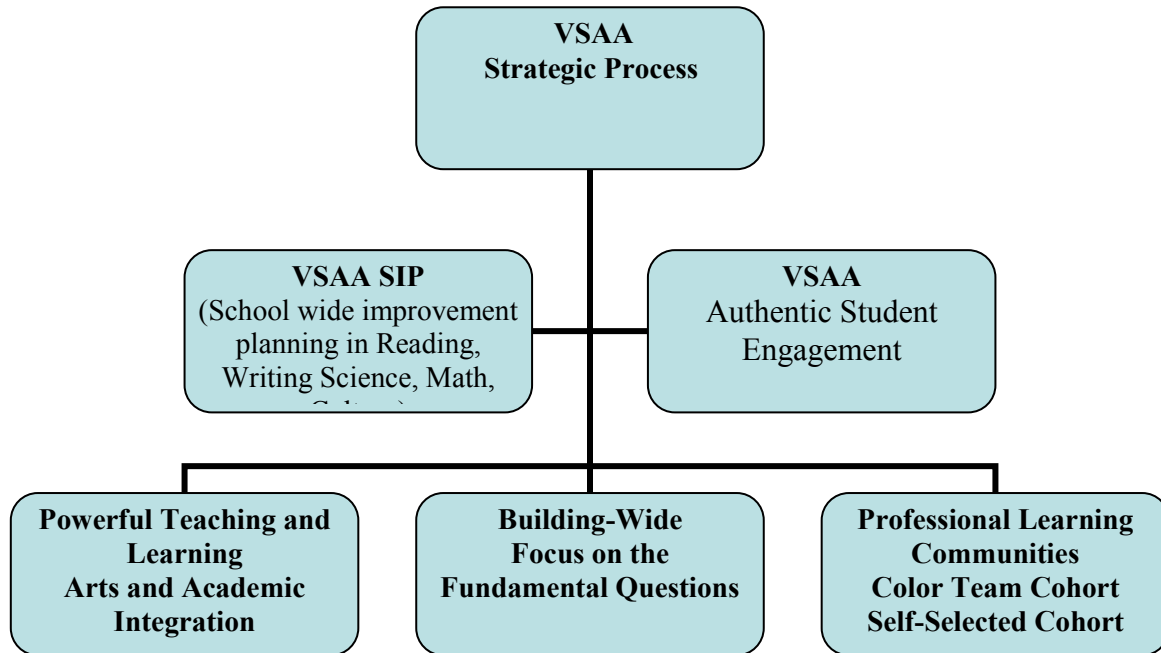 VSAA
Strategic Process
VSAA SIP
(School wide improvement
planning in Reading,
Writing Science, Math,
VSAA
Authentic Student
Engagement
Powerful Teaching and
Learning
Arts and Academic
Integration
Building-Wide
Focus on the
Fundamental Questions
Professional Learning
Communities
Color Team Cohort
Self-Selected Cohort